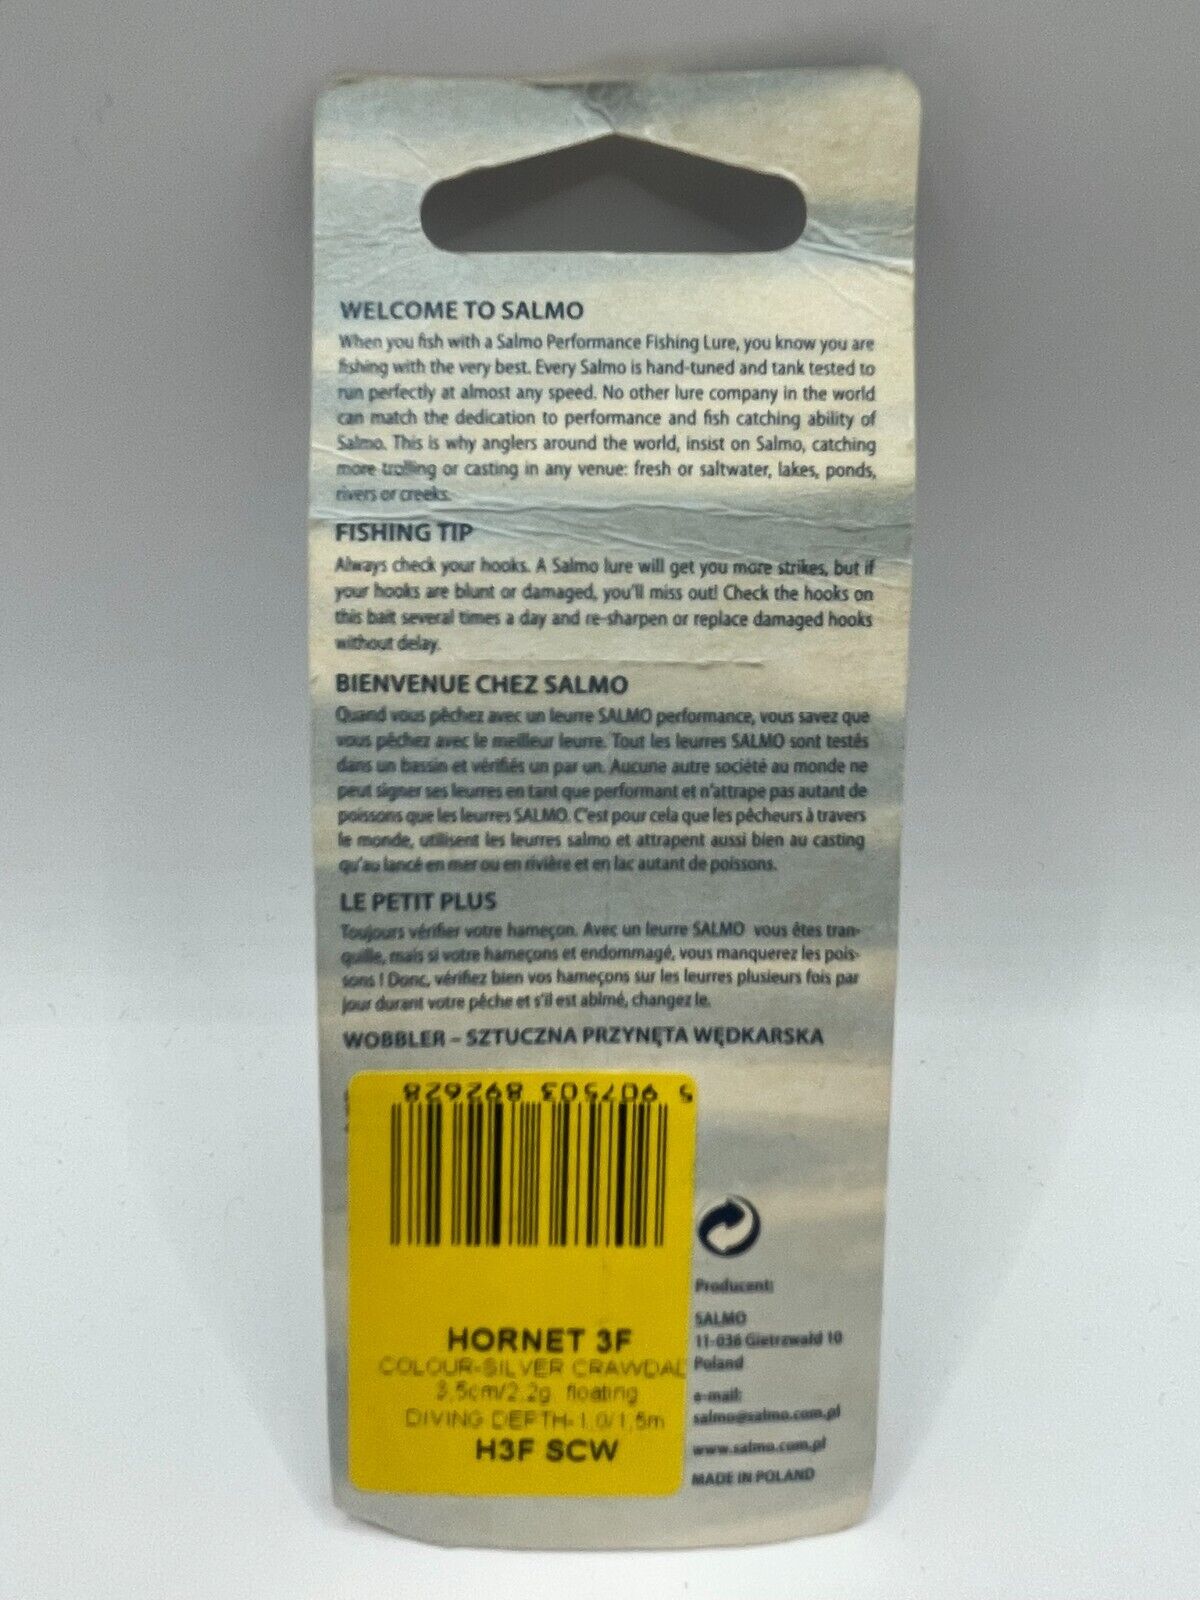 WELCOME TO SALMO
When you fish with a Salmo Performance Fishing Lure, you know you are
fishing with the very best. Every Salmo is hand-tuned and tank tested to
run perfectly at almost any speed. No other lure company in the world
can match the dedication to performance and fish catching ability of
Salmo. This is why anglers around the world, insist on Salmo, catching
more trolling or casting in any venue: fresh or saltwater, lakes, ponds,
rivers or creeks.
FISHING TIP
Always check your hooks. A Salmo lure will get you more strikes, but if
your hooks are blunt or damaged, you'll miss out! Check the hooks on
this bait several times a day and re-sharpen or replace damaged hooks
without delay.
BIENVENUE CHEZ SALMO
Quand vous pêchez avec un leurre SALMO performance, vous savez que
vous pêchez avec le meilleur leurre. Tout les leurres SALMO sont testés
dans un bassin et vérifiés un par un. Aucune autre société au monde ne
peut signer ses leurres en tant que performant et n'attrape pas autant de
poissons que les leurres SALMO. C'est pour cela que les pêcheurs à travers
le monde, utilisent les leurres salmo et attrapent aussi bien au casting
qu'au lancé en mer ou en rivière et en lac autant de poissons.
LE PETIT PLUS
Toujours vérifier votre hameçon. Avec un leurre SALMO vous êtes tran-
quille, mais si votre hameçons et endommagé, vous manquerez les pois-
sons ! Donc, vérifiez bien vos hameçons sur les leurres plusieurs fois par
jour durant votre pêche et s'il est abîmé, changez le.
WOBBLER – SZTUCZNA PRZYNĘTA WĘDKARSKA
5 907503 892628
HORNET 3F
COLOUR-SILVER CRAWDAD
3,5cm/2.2g floating
DIVING DEPTH-1,0/1,5m
H3F SCW
Producent:
SALMO
11-036 Gietrzwałd 10
Poland
e-mail:
salmo@salmo.com.pl
www.salmo.com.pl
MADE IN POLAND